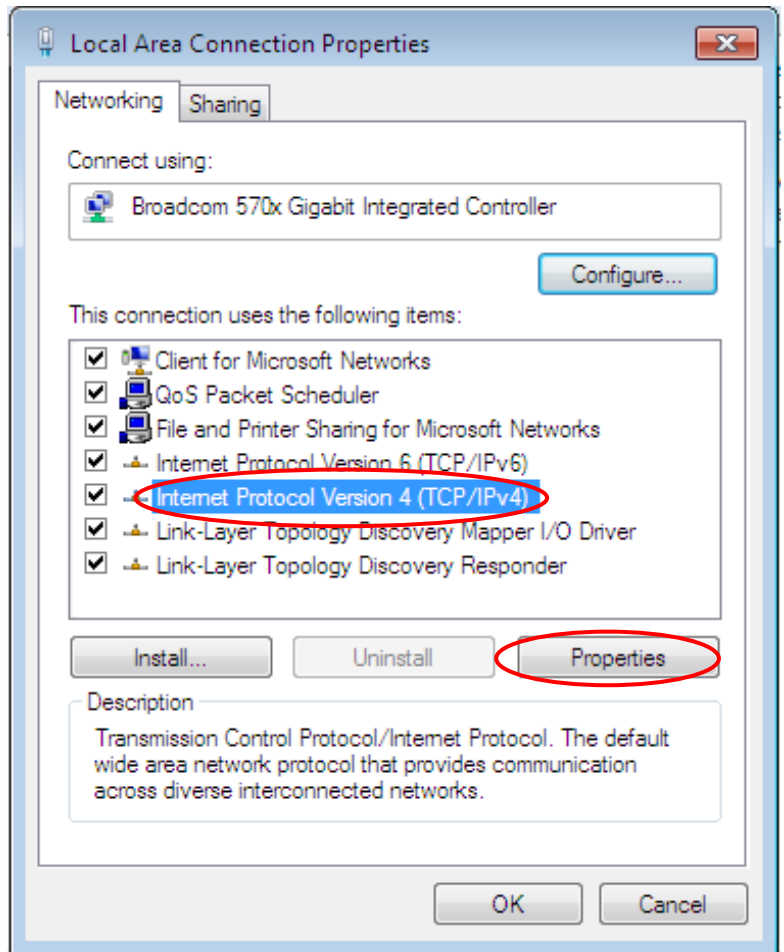 Local Area Connection Properties
Networking
Sharing
Connect using:
Broadcom 570x Gigabit Integrated Controller
Configure...
This connection uses the following items:
Client for Microsoft Networks
QoS Packet Scheduler
File and Printer Sharing for Microsoft Networks
Internet Protocol Version 6 (TCP/IPv6)
Internet Protocol Version 4 (TCP/IPv4)
Link-Layer Topology Discovery Mapper I/O Driver
Link-Layer Topology Discovery Responder
Install...
Uninstall
Properties
Description
Transmission Control Protocol/Internet Protocol. The default
wide area network protocol that provides communication
across diverse interconnected networks.
OK
Cancel